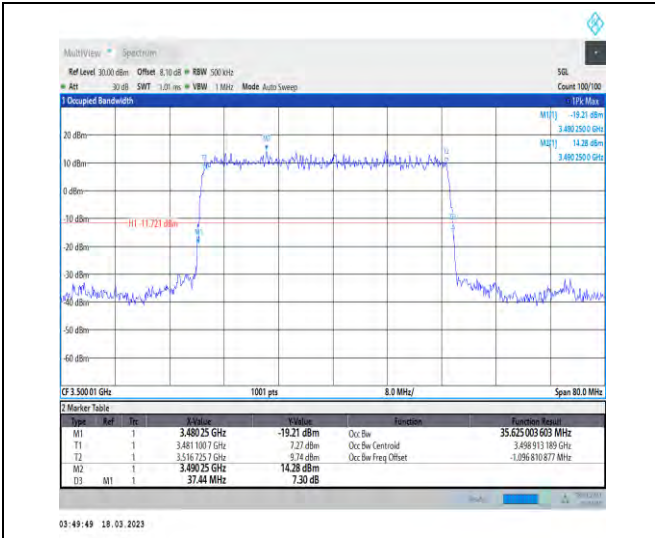 MultiView Spectrum
Ref Level 30.00 dBm Offset 8.10 dB RBW 500 kHz SGL
Att 30 dB SWT 1.01 ms VBW 1 MHz Mode Auto Sweep Count 100/100
1 Occupied Bandwidth 1Pk Max
M1[1] -19.21 dBm
3.480 250 0 GHz
M2[1] 14.28 dBm
3.490 250 0 GHz
20 dBm
10 dBm
0 dBm
-10 dBm
H1 -11.721 dBm
-20 dBm
-30 dBm
-40 dBm
-50 dBm
-60 dBm
CF 3.500 01 GHz 1001 pts 8.0 MHz/ Span 80.0 MHz
2 Marker Table
Type Ref Trc X-Value Y-Value Function Function Result
M1 1 3.480 25 GHz -19.21 dBm Occ Bw 35.625 003 603 MHz
T1 1 3.481 100 7 GHz 7.27 dBm Occ Bw Centroid 3.498 913 189 GHz
T2 1 3.516 725 7 GHz 9.74 dBm Occ Bw Freq Offset -1.096 810 877 MHz
M2 1 3.490 25 GHz 14.28 dBm
D3 M1 1 37.44 MHz 7.30 dB
03:49:49 18.03.2023